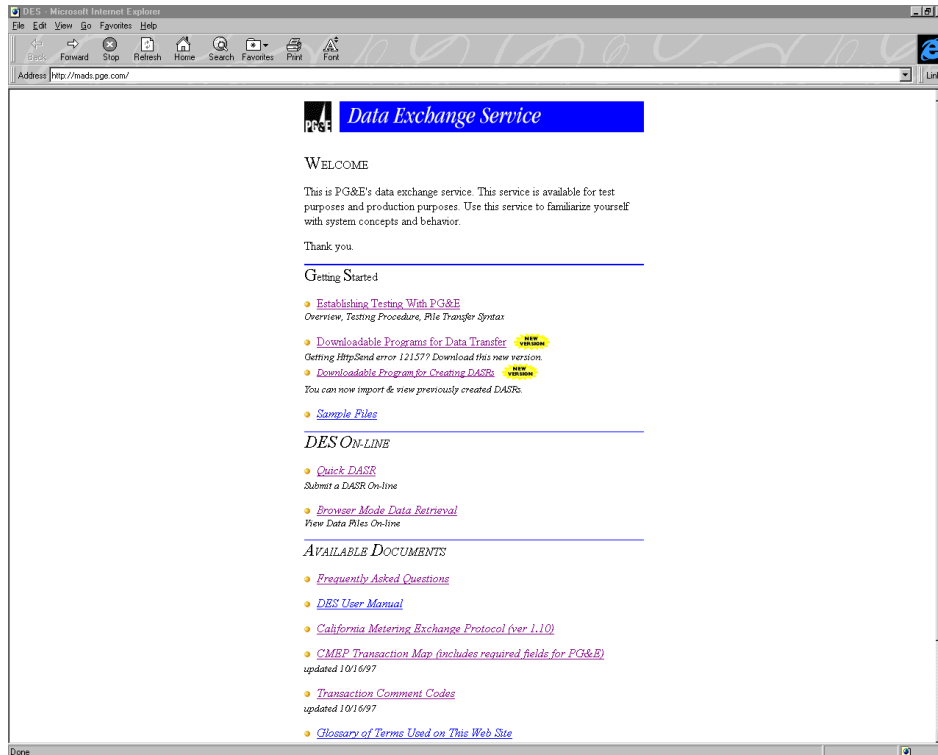 DES - Microsoft Internet Explorer
File Edit View Go Favorites Help
Back Forward Stop Refresh Home Search Favorites Print Font
Address http://mads.pge.com/
Link
PG&E Data Exchange Service
WELCOME
This is PG&E's data exchange service. This service is available for test
purposes and production purposes. Use this service to familiarize yourself
with system concepts and behavior.
Thank you.
Getting Started
Establishing Testing With PG&E
Overview, Testing Procedure, File Transfer Syntax
Downloadable Programs for Data Transfer NEW VERSION
Getting HttpSend error 12157? Download this new version.
Downloadable Program for Creating DASRs NEW VERSION
You can now import & view previously created DASRs.
Sample Files
DES ON-LINE
Quick DASR
Submit a DASR On-line
Browser Mode Data Retrieval
View Data Files On-line
AVAILABLE DOCUMENTS
Frequently Asked Questions
DES User Manual
California Metering Exchange Protocol (ver 1.10)
CMEP Transaction Map (includes required fields for PG&E)
updated 10/16/97
Transaction Comment Codes
updated 10/16/97
Glossary of Terms Used on This Web Site
Done